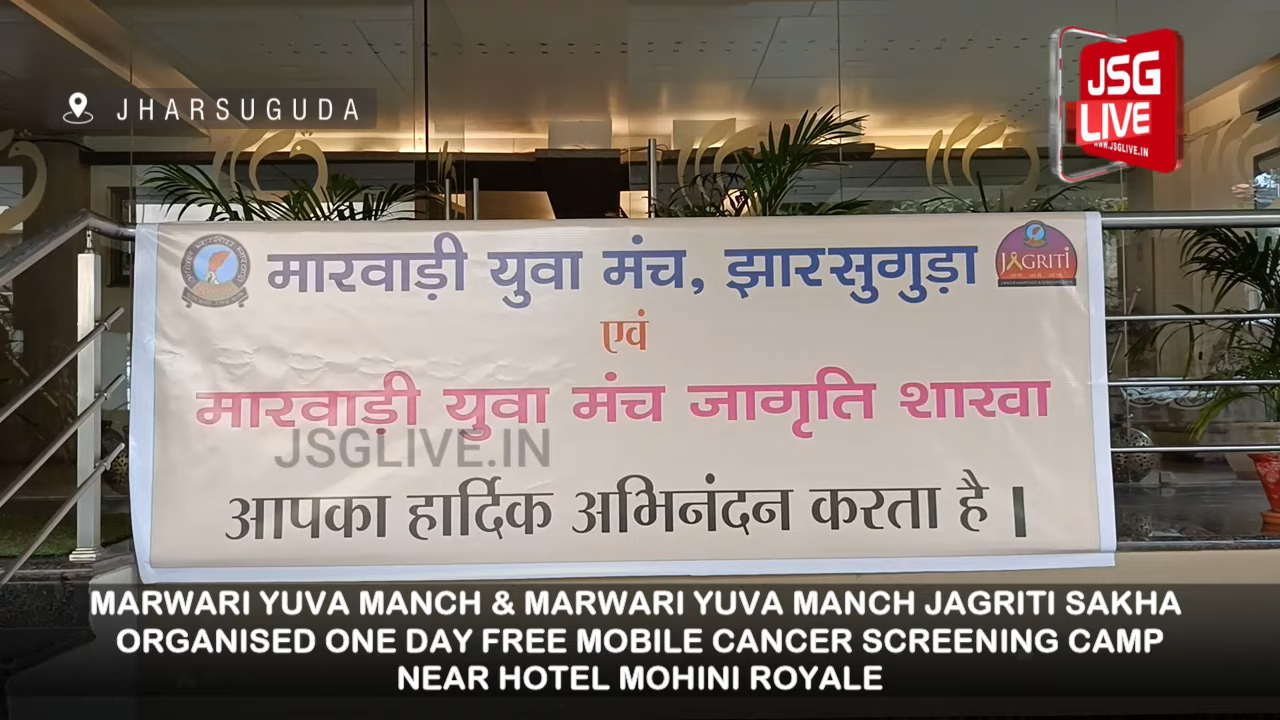 JHARSUGUDA
JSG
LIVE
WWW.JSGLIVE.IN
मारवाड़ी युवा मंच, झारसुगुड़ा
JAGRITI
एवं
मारवाड़ी युवा मंच जागृति शाखा
JSGLIVE.IN
आपका हार्दिक अभिनंदन करता है |
MARWARI YUVA MANCH & MARWARI YUVA MANCH JAGRITI SAKHA
ORGANISED ONE DAY FREE MOBILE CANCER SCREENING CAMP
NEAR HOTEL MOHINI ROYALE